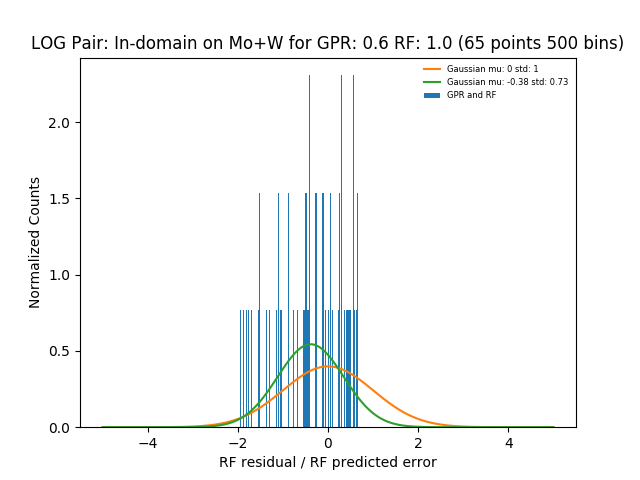 LOG Pair: In-domain on Mo+W for GPR: 0.6 RF: 1.0 (65 points 500 bins)
Gaussian mu: 0 std: 1
Gaussian mu: -0.38 std: 0.73
GPR and RF
Normalized Counts
2.0
1.5
1.0
0.5
0.0
−4
−2
0
2
4
RF residual / RF predicted error